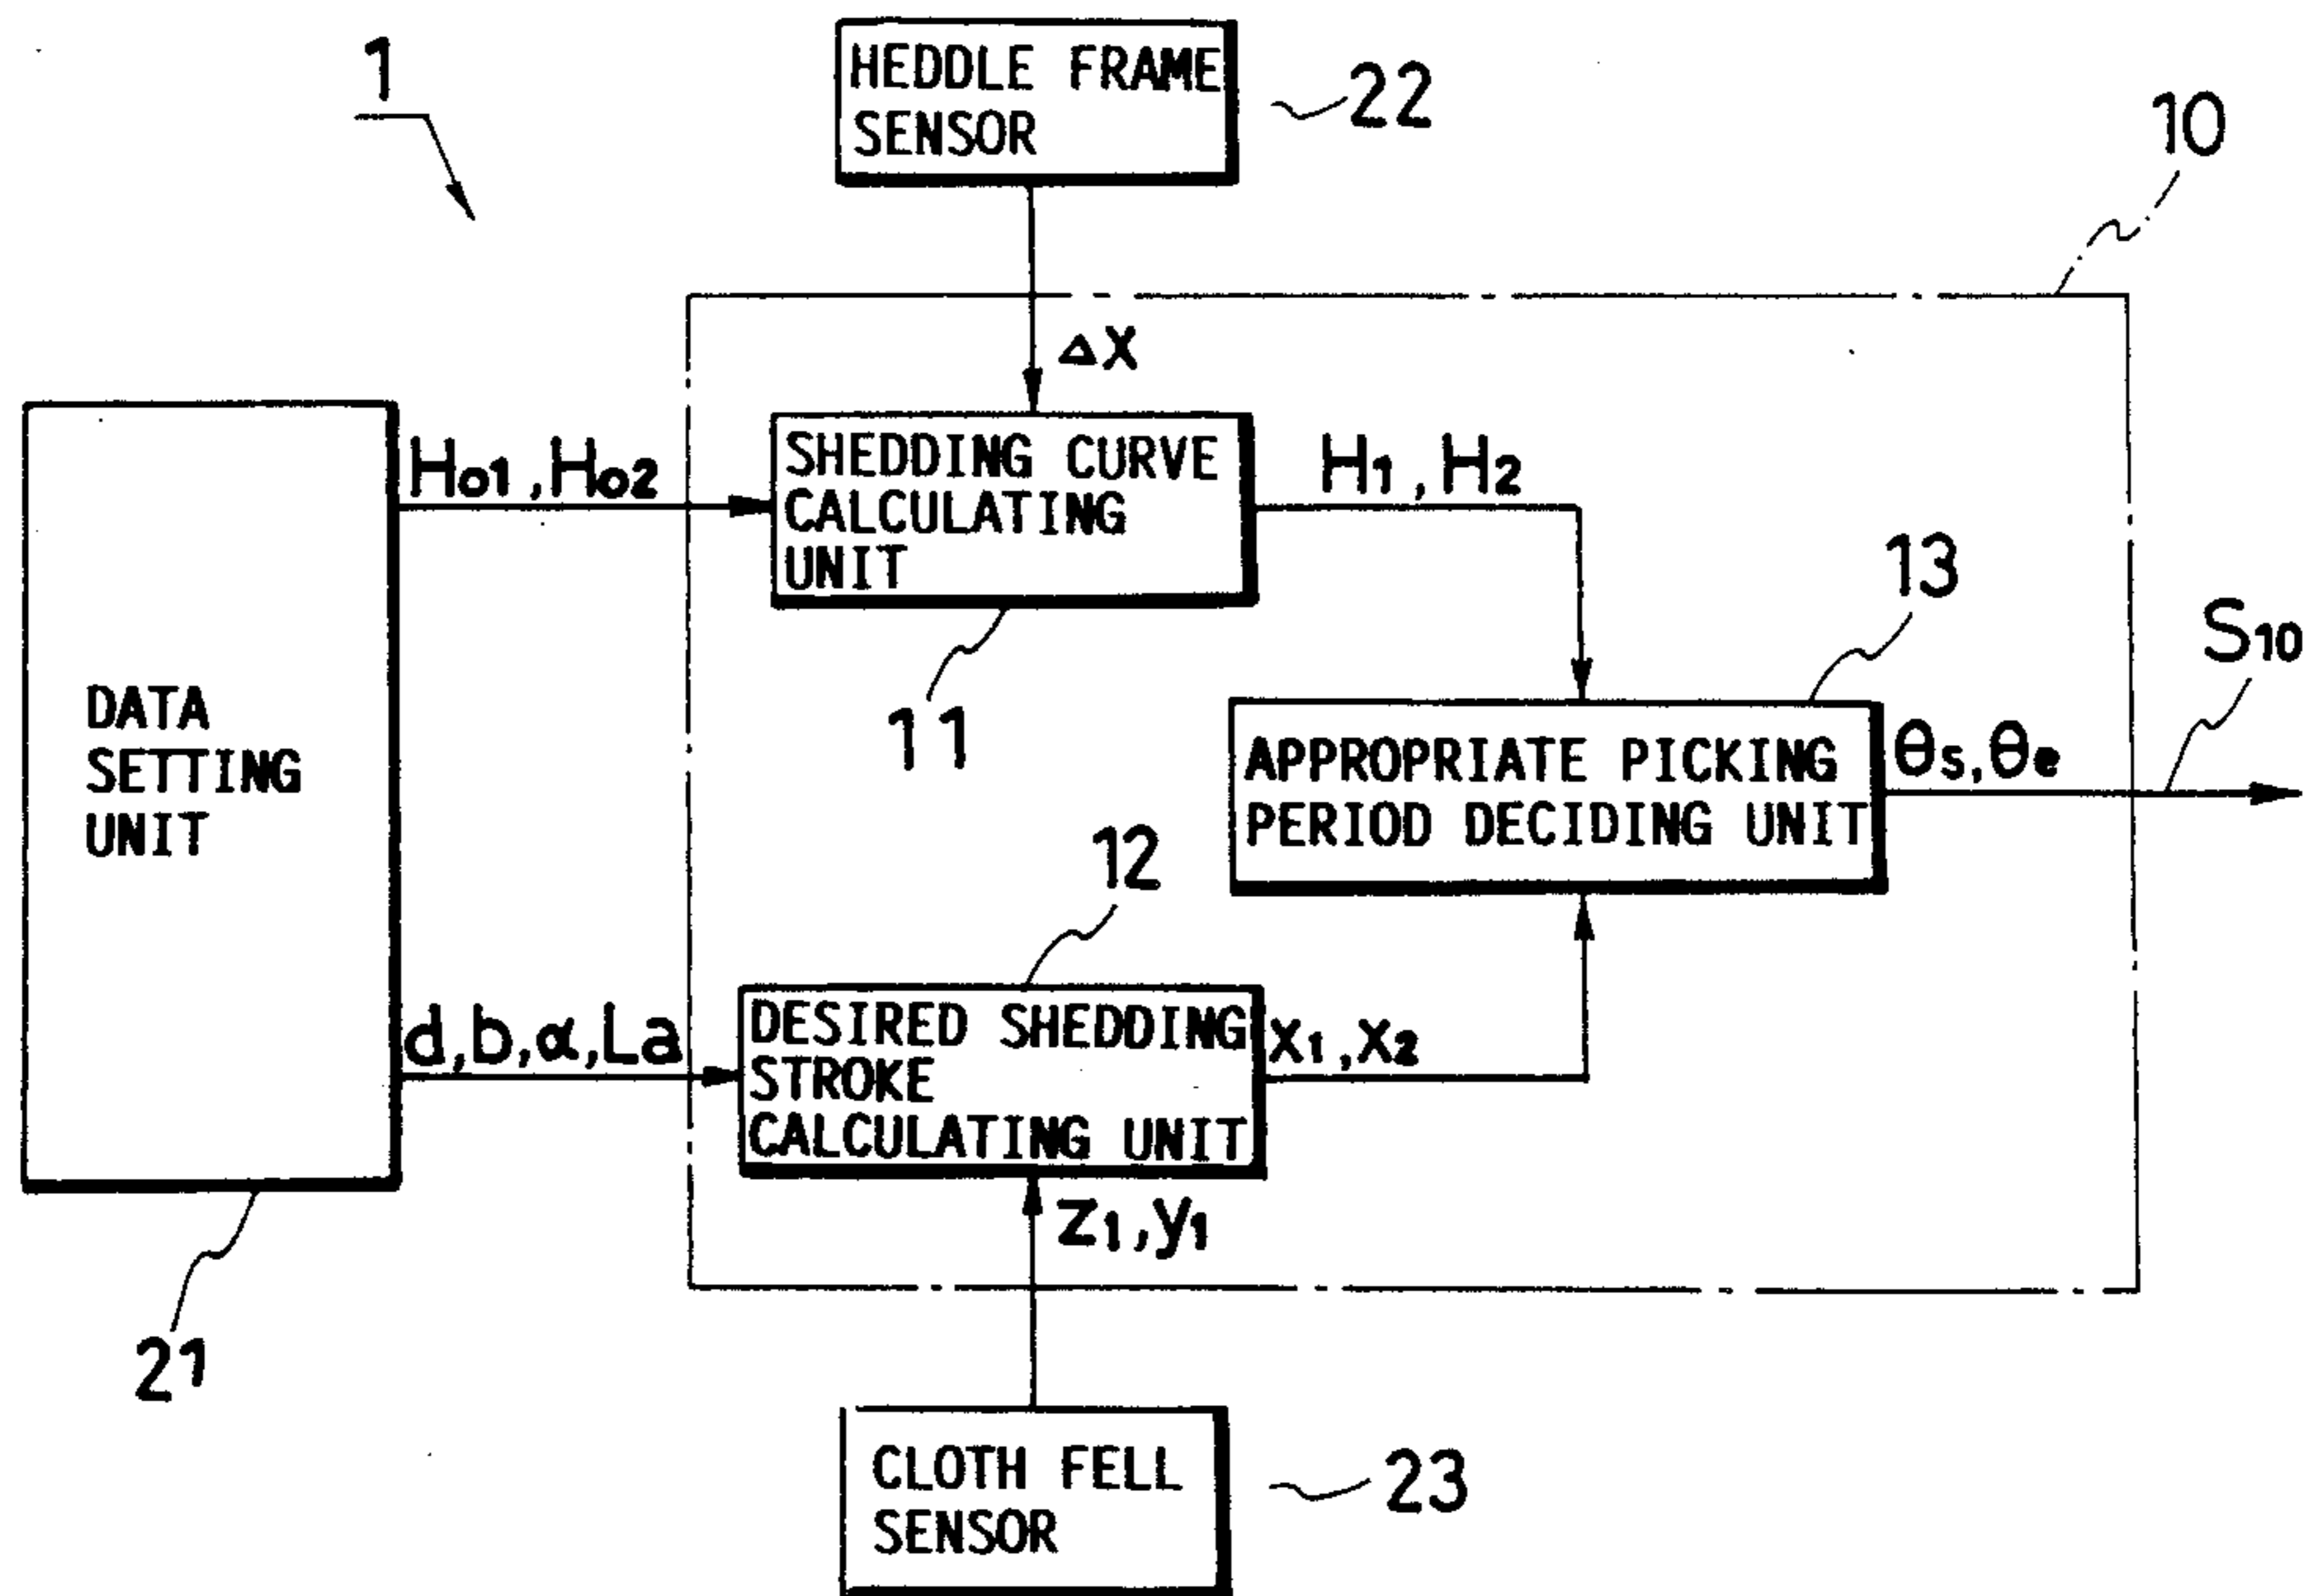 1
HEDDLE FRAME
SENSOR
22
10
ΔX
H01, H02
SHEDDING CURVE
CALCULATING
UNIT
H1, H2
11
13
S10
DATA
SETTING
UNIT
21
APPROPRIATE PICKING
PERIOD DECIDING UNIT
θs, θe
12
d, b, α, La
DESIRED SHEDDING
STROKE
CALCULATING UNIT
x1, x2
z1, y1
CLOTH FELL
SENSOR
23